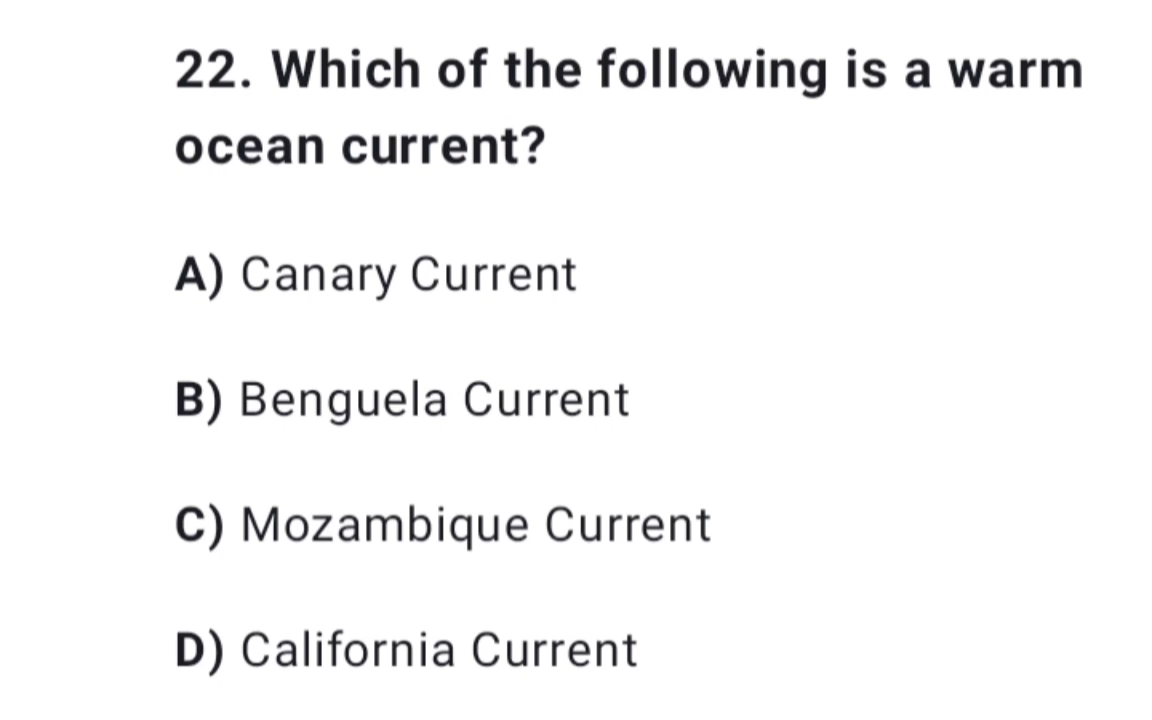 22. Which of the following is a warm
ocean current?
A) Canary Current
B) Benguela Current
C) Mozambique Current
D) California Current